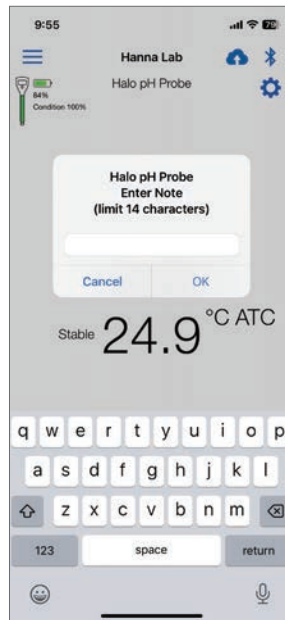 9:55
79
Hanna Lab
Halo pH Probe
84%
Condition 100%
Halo pH Probe
Enter Note
(limit 14 characters)
Cancel OK
Stable 24.9 °C ATC
q w e r t y u i o p
a s d f g h j k l
z x c v b n m
123 space return